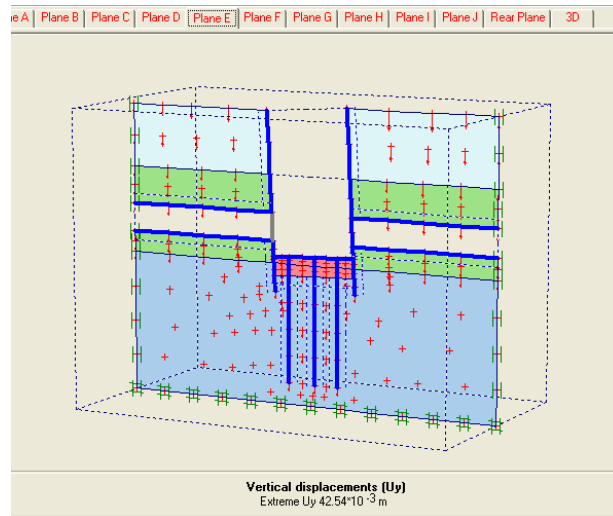 Plane B Plane C Plane D Plane E Plane F Plane G Plane H Plane I Plane J Rear Plane 3D
Vertical displacements (Uy)
Extreme Uy 42.54*10 -3 m